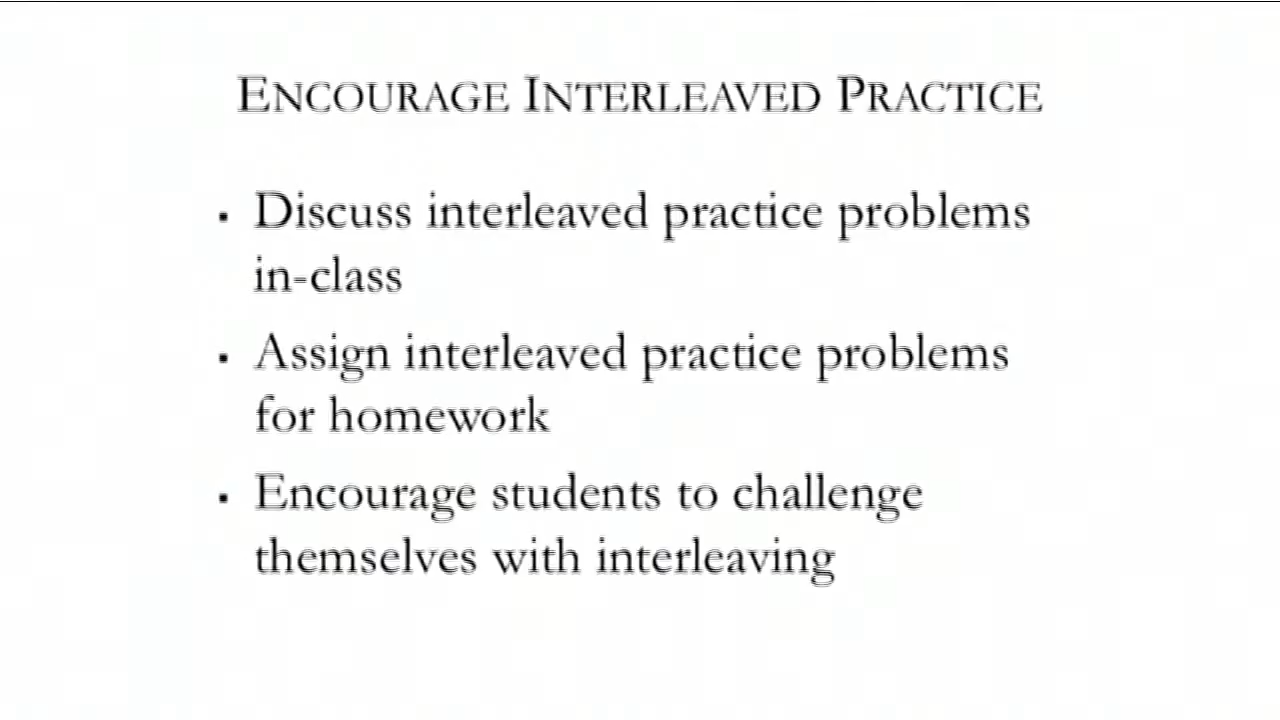 ENCOURAGE INTERLEAVED PRACTICE
▪ Discuss interleaved practice problems
in-class
▪ Assign interleaved practice problems
for homework
▪ Encourage students to challenge
themselves with interleaving